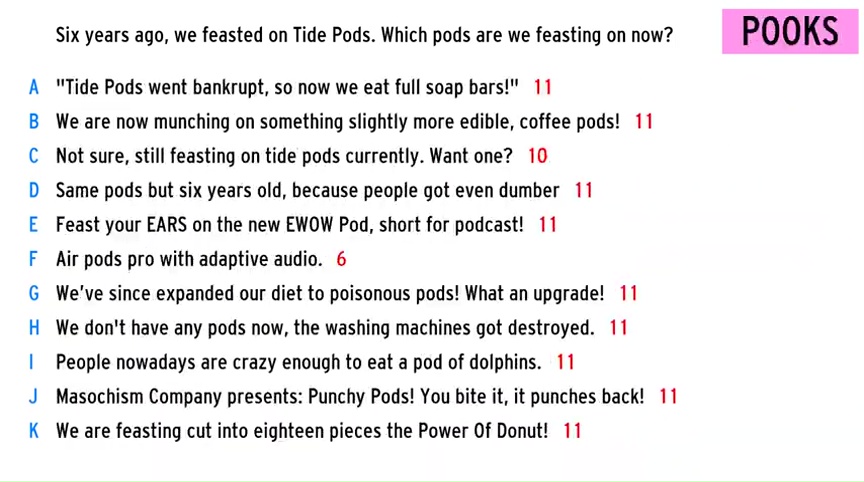 Six years ago, we feasted on Tide Pods. Which pods are we feasting on now?
POOKS
A "Tide Pods went bankrupt, so now we eat full soap bars!" 11
B We are now munching on something slightly more edible, coffee pods! 11
C Not sure, still feasting on tide pods currently. Want one? 10
D Same pods but six years old, because people got even dumber 11
E Feast your EARS on the new EWOW Pod, short for podcast! 11
F Air pods pro with adaptive audio. 6
G We've since expanded our diet to poisonous pods! What an upgrade! 11
H We don't have any pods now, the washing machines got destroyed. 11
I People nowadays are crazy enough to eat a pod of dolphins. 11
J Masochism Company presents: Punchy Pods! You bite it, it punches back! 11
K We are feasting cut into eighteen pieces the Power Of Donut! 11